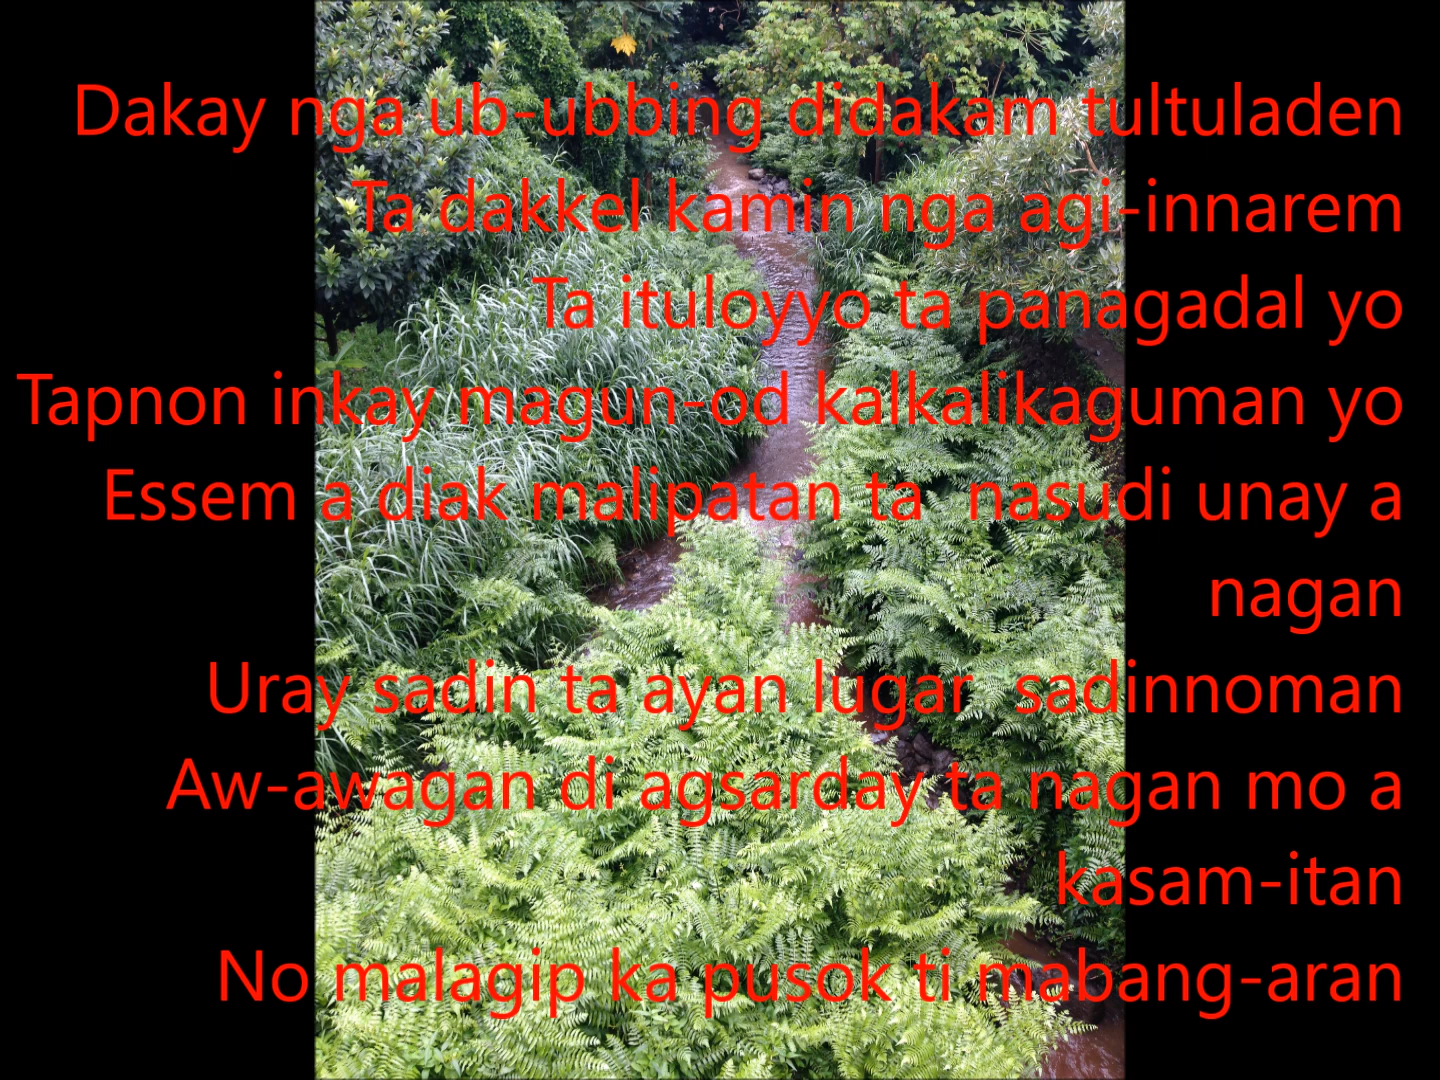 Dakay nga ub-ubbing didakam tultuladen
Ta dakkel kamin nga agi-innarem
Ta ituloyyo ta panagadal yo
Tapnon inkay magun-od kalkalikaguman yo
Essem a diak malipatan ta  nasudi unay a
nagan
Uray sadin ta ayan lugar  sadinnoman
Aw-awagan di agsarday ta nagan mo a
kasam-itan
No malagip ka pusok ti mabang-aran